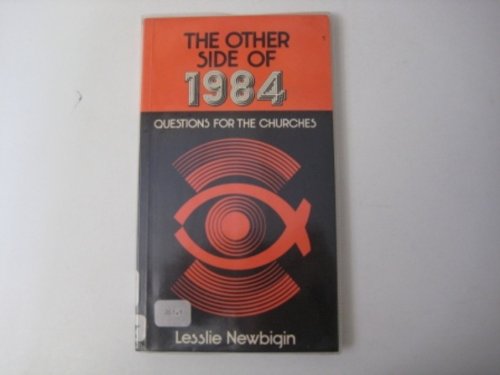 THE OTHER
SIDE OF
1984
QUESTIONS FOR THE CHURCHES
Lesslie Newbigin